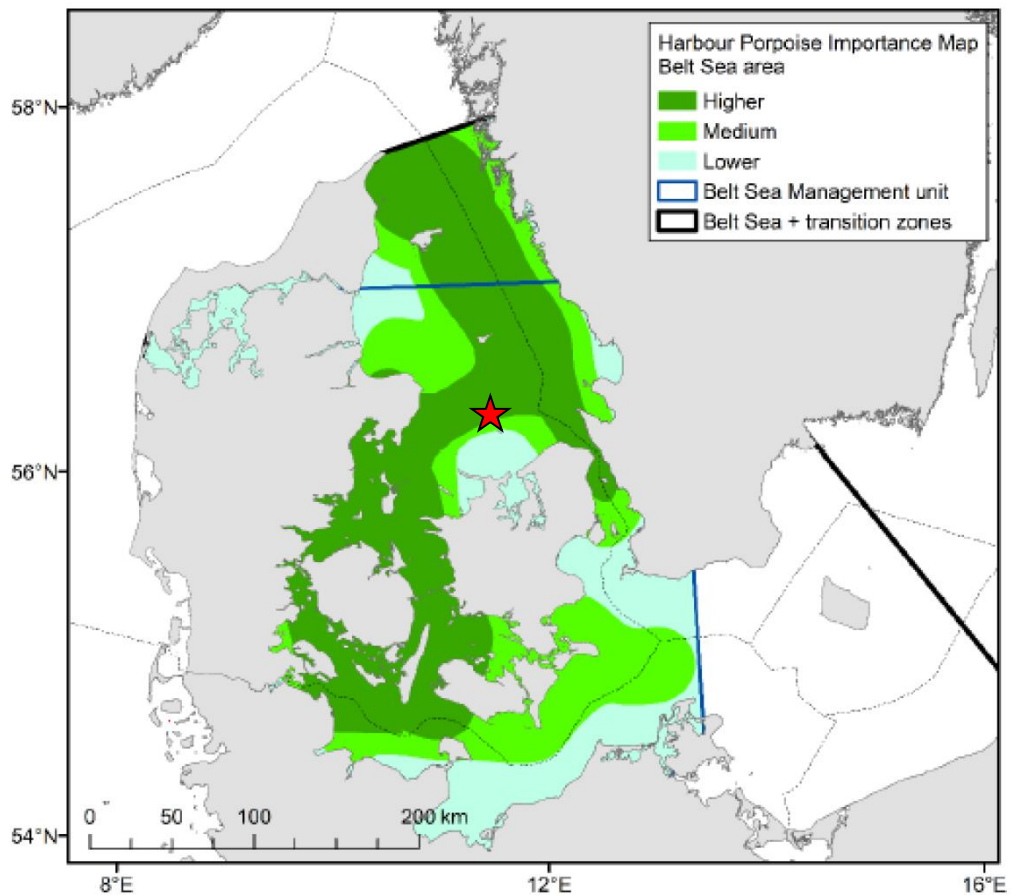 Harbour Porpoise Importance Map
Belt Sea area
Higher
Medium
Lower
Belt Sea Management unit
Belt Sea + transition zones
58°N
56°N
54°N
0 50 100 200 km
8°E 12°E 16°E